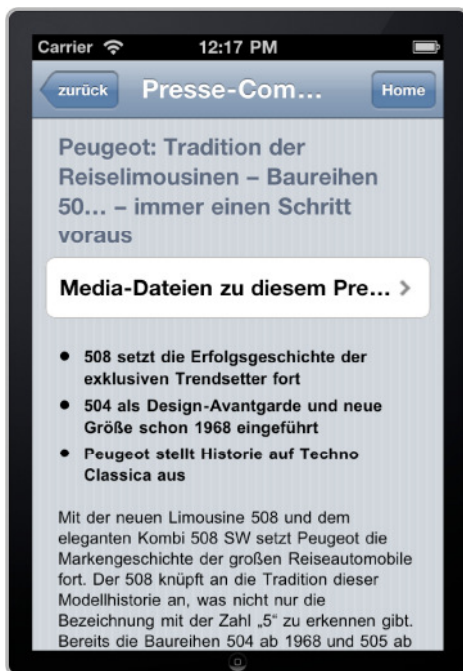 Carrier 12:17 PM
zurück Presse-Com... Home
Peugeot: Tradition der
Reiselimousinen – Baureihen
50... – immer einen Schritt
voraus
Media-Dateien zu diesem Pre...
• 508 setzt die Erfolgsgeschichte der
exklusiven Trendsetter fort
• 504 als Design-Avantgarde und neue
Größe schon 1968 eingeführt
• Peugeot stellt Historie auf Techno
Classica aus
Mit der neuen Limousine 508 und dem
eleganten Kombi 508 SW setzt Peugeot die
Markengeschichte der großen Reiseautomobile
fort. Der 508 knüpft an die Tradition dieser
Modellhistorie an, was nicht nur die
Bezeichnung mit der Zahl „5“ zu erkennen gibt.
Bereits die Baureihen 504 ab 1968 und 505 ab